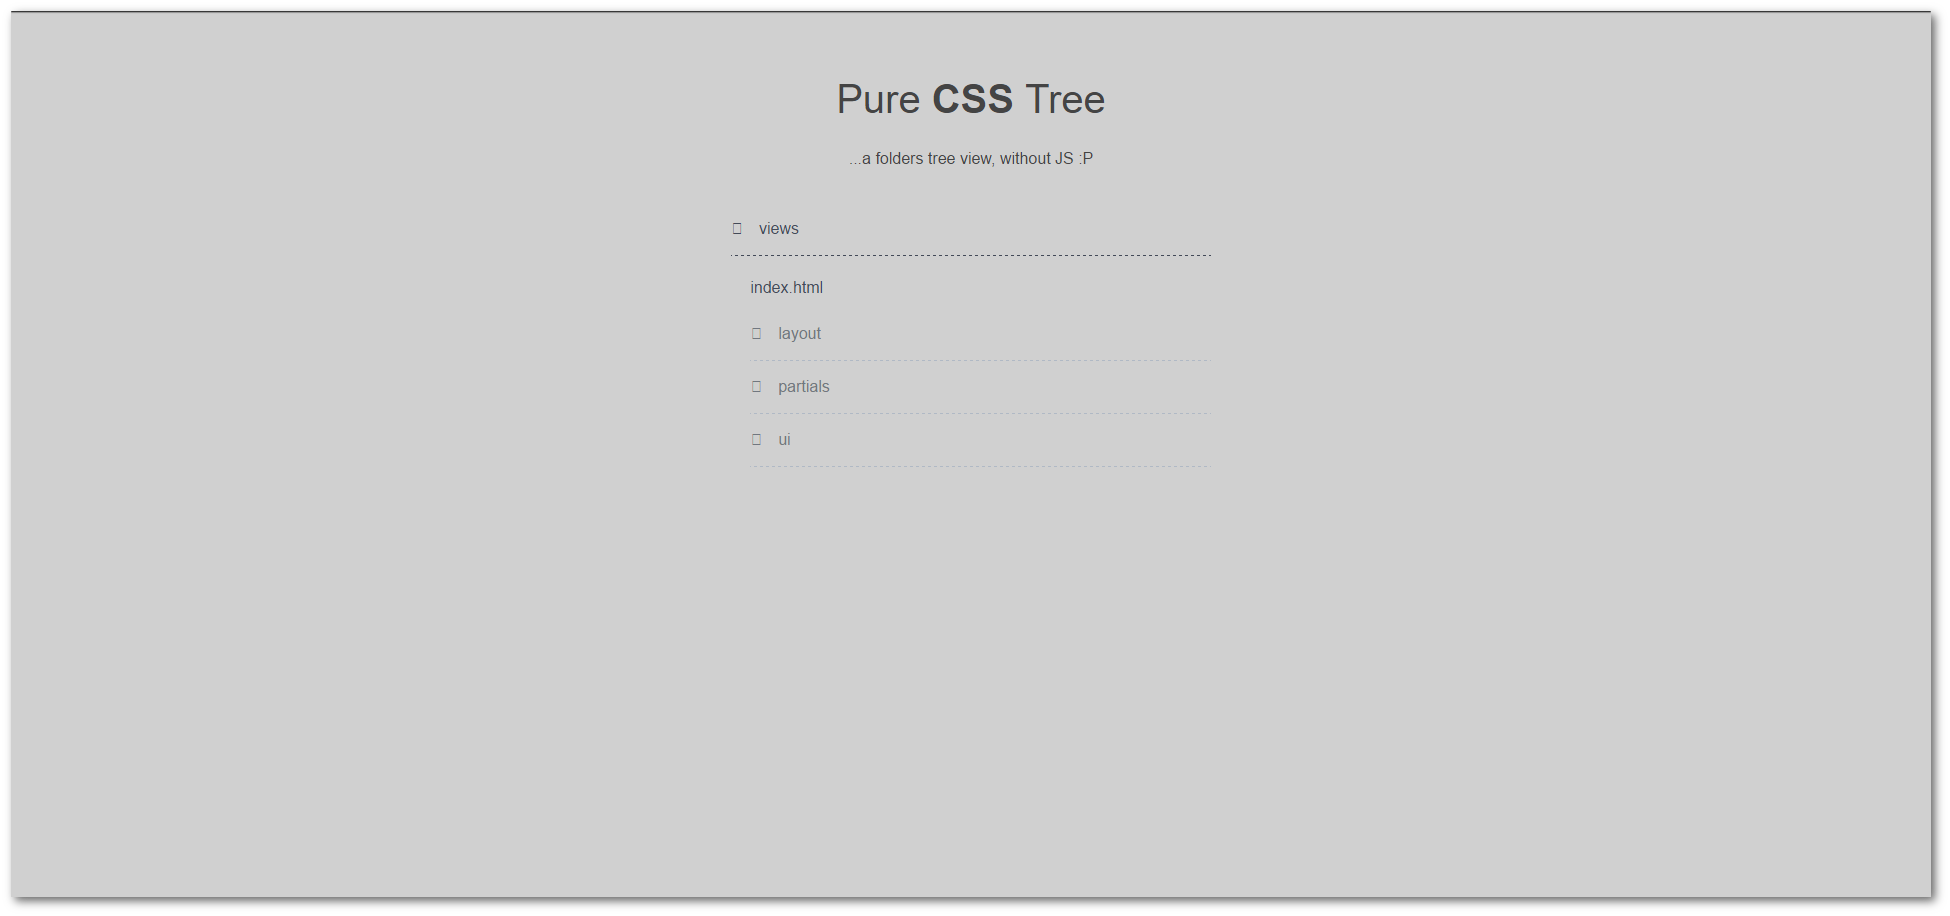 Pure CSS Tree
...a folders tree view, without JS :P
views
index.html
layout
partials
ui